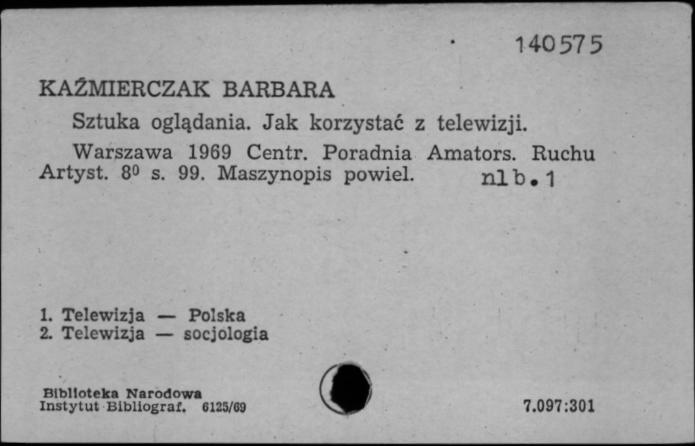 140575
KAŹMIERCZAK BARBARA
Sztuka oglądania. Jak korzystać z telewizji.
Warszawa 1969 Centr. Poradnia Amators. Ruchu
Artyst. 8⁰ s. 99. Maszynopis powiel. nlb. 1
1. Telewizja — Polska
2. Telewizja — socjologia
Biblioteka Narodowa
Instytut Bibliograf. 6125/69 7.097:301